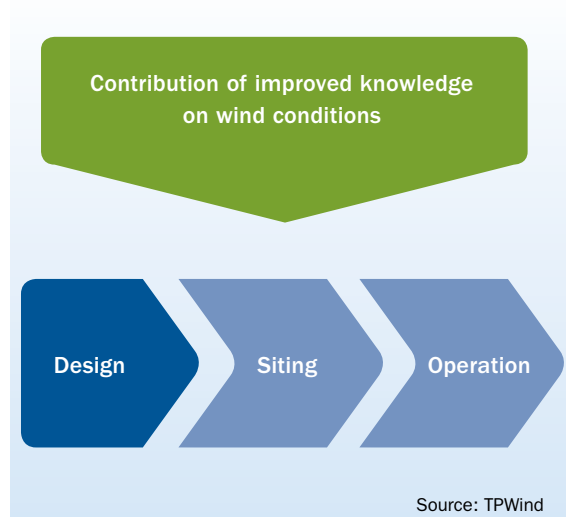 Contribution of improved knowledge
on wind conditions
Design
Siting
Operation
Source: TPWind